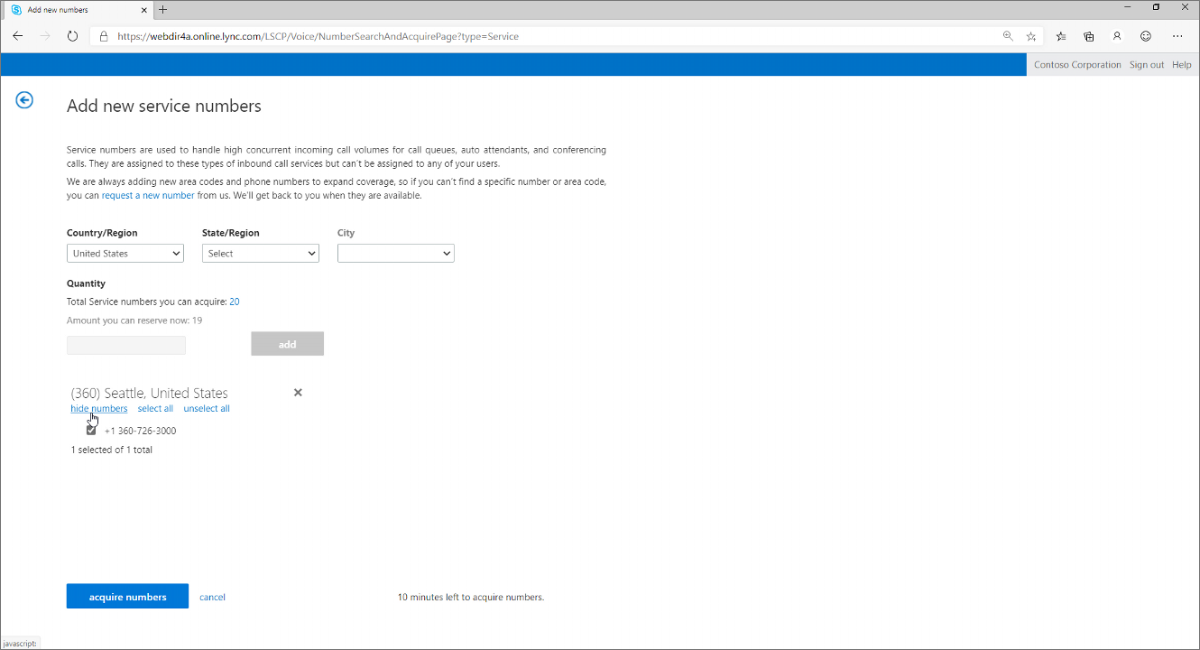 Add new numbers
https://webdir4a.online.lync.com/LSCP/Voice/NumberSearchAndAcquirePage?type=Service
Contoso Corporation Sign out Help
Add new service numbers
Service numbers are used to handle high concurrent incoming call volumes for call queues, auto attendants, and conferencing
calls. They are assigned to these types of inbound call services but can't be assigned to any of your users.
We are always adding new area codes and phone numbers to expand coverage, so if you can't find a specific number or area code,
you can request a new number from us. We'll get back to you when they are available.
Country/Region State/Region City
United States Select
Quantity
Total Service numbers you can acquire: 20
Amount you can reserve now: 19
add
(360) Seattle, United States
hide numbers select all unselect all
+1 360-726-3000
1 selected of 1 total
acquire numbers cancel 10 minutes left to acquire numbers.
javascript: